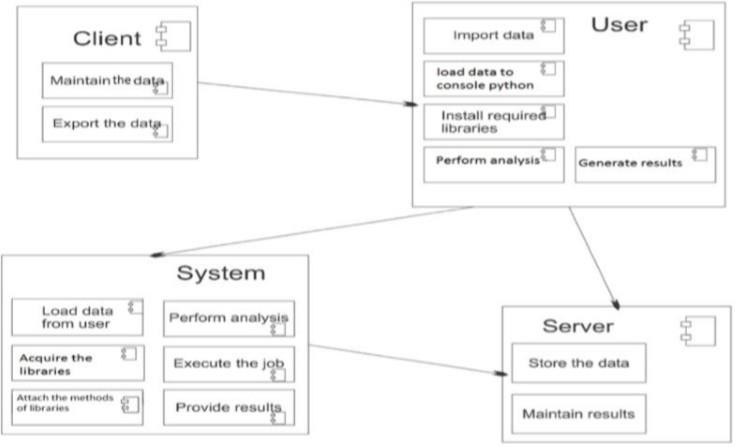 Client
Maintain the data
Export the data
User
Import data
load data to
console python
Install required
libraries
Perform analysis
Generate results
System
Load data
from user
Acquire the
libraries
Attach the methods
of libraries
Perform analysis
Execute the job
Provide results
Server
Store the data
Maintain results